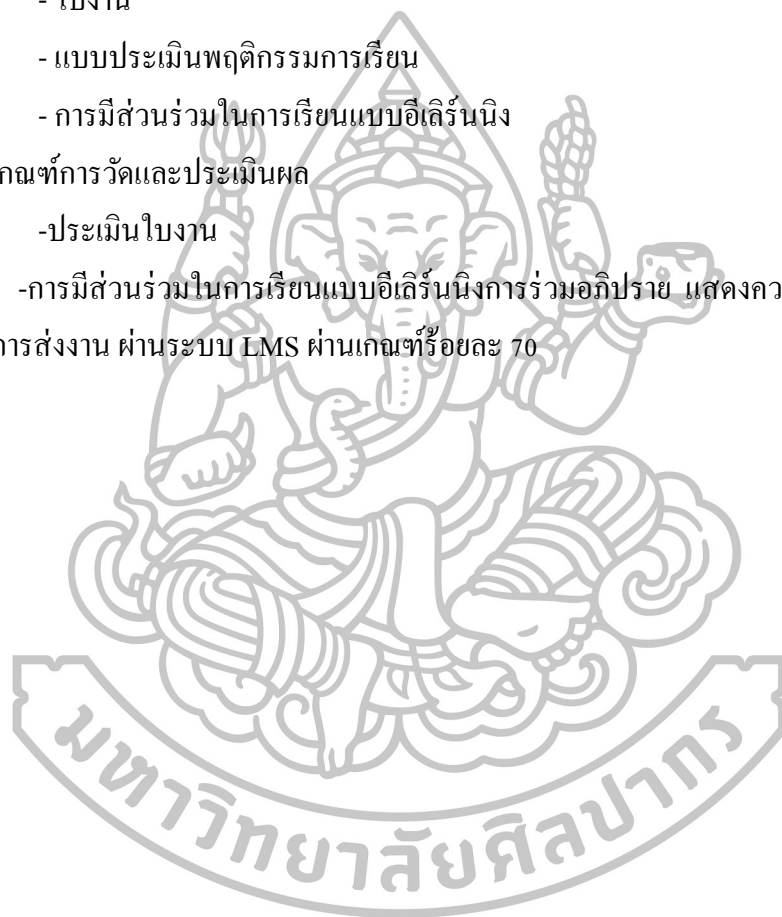 - ใบงาน
- แบบประเมินพฤติกรรมการเรียน
- การมีส่วนร่วมในการเรียนแบบอีเลิร์นนิง
กณฑ์การวัดและประเมินผล
-ประเมินใบงาน
-การมีส่วนร่วมในการเรียนแบบอีเลิร์นนิงการร่วมอภิปราย แสดงคว
การส่งงาน ผ่านระบบ LMS ผ่านเกณฑ์ร้อยละ 70
มหาวิทยาลัยศิลปากร